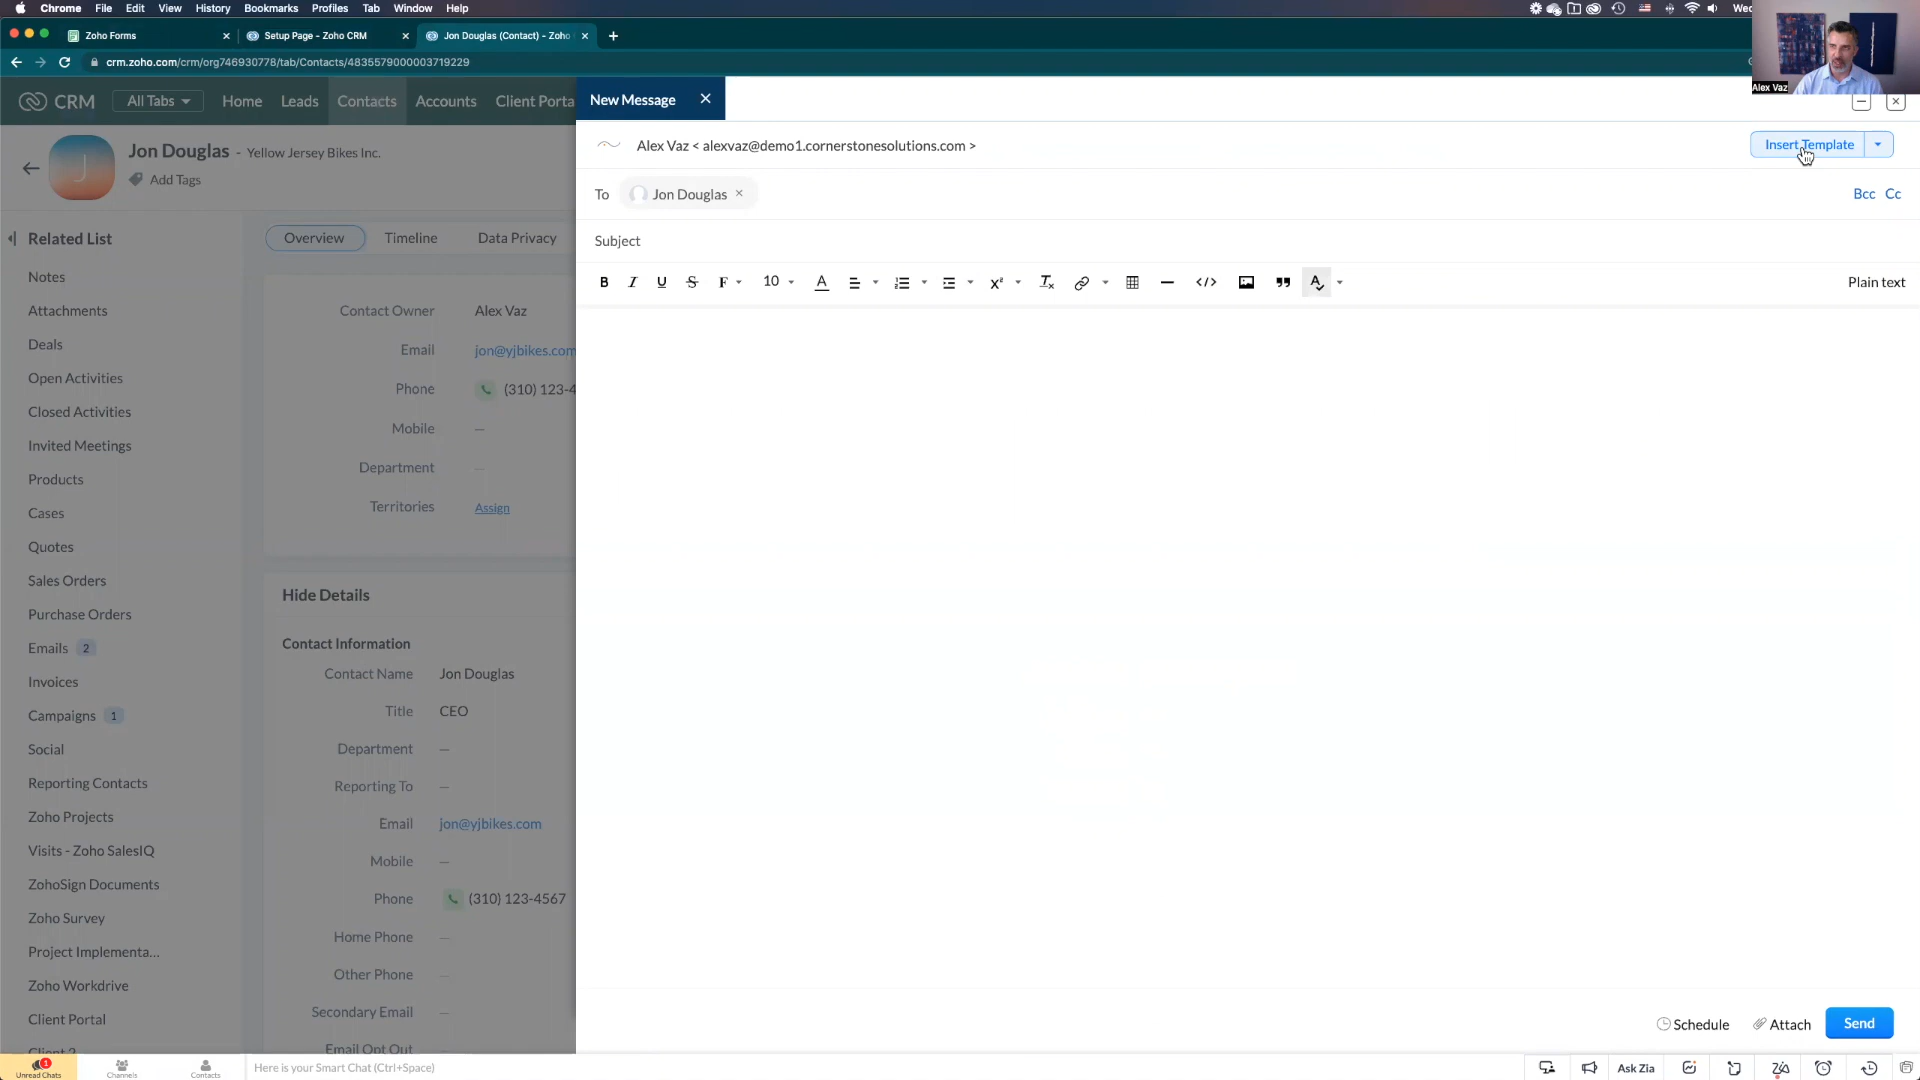 Chrome File Edit View History Bookmarks Profiles Tab Window Help Wed
Zoho Forms
Setup Page - Zoho CRM
Jon Douglas (Contact) - Zoho
crm.zoho.com/crm/org746930778/tab/Contacts/4835579000003719229
Alex Vaz
CRM All Tabs Home Leads Contacts Accounts Client Porta
New Message
Jon Douglas - Yellow Jersey Bikes Inc.
Add Tags
Alex Vaz < alexvaz@demo1.cornerstonesolutions.com >
Insert Template
To Jon Douglas
Bcc Cc
Subject
B I U S F 10 A
Plain text
Related List
Notes
Attachments
Deals
Open Activities
Closed Activities
Invited Meetings
Products
Cases
Quotes
Sales Orders
Purchase Orders
Emails 2
Invoices
Campaigns 1
Social
Reporting Contacts
Zoho Projects
Visits - Zoho SalesIQ
ZohoSign Documents
Zoho Survey
Project Implementa...
Zoho Workdrive
Client Portal
Client 2
Overview Timeline Data Privacy
Contact Owner Alex Vaz
Email jon@yjbikes.com
Phone (310) 123-4
Mobile —
Department —
Territories Assign
Hide Details
Contact Information
Contact Name Jon Douglas
Title CEO
Department —
Reporting To —
Email jon@yjbikes.com
Mobile —
Phone (310) 123-4567
Home Phone —
Other Phone —
Secondary Email —
Email Opt Out
Schedule Attach Send
1
Unread Chats Channels Contacts
Here is your Smart Chat (Ctrl+Space)
Ask Zia